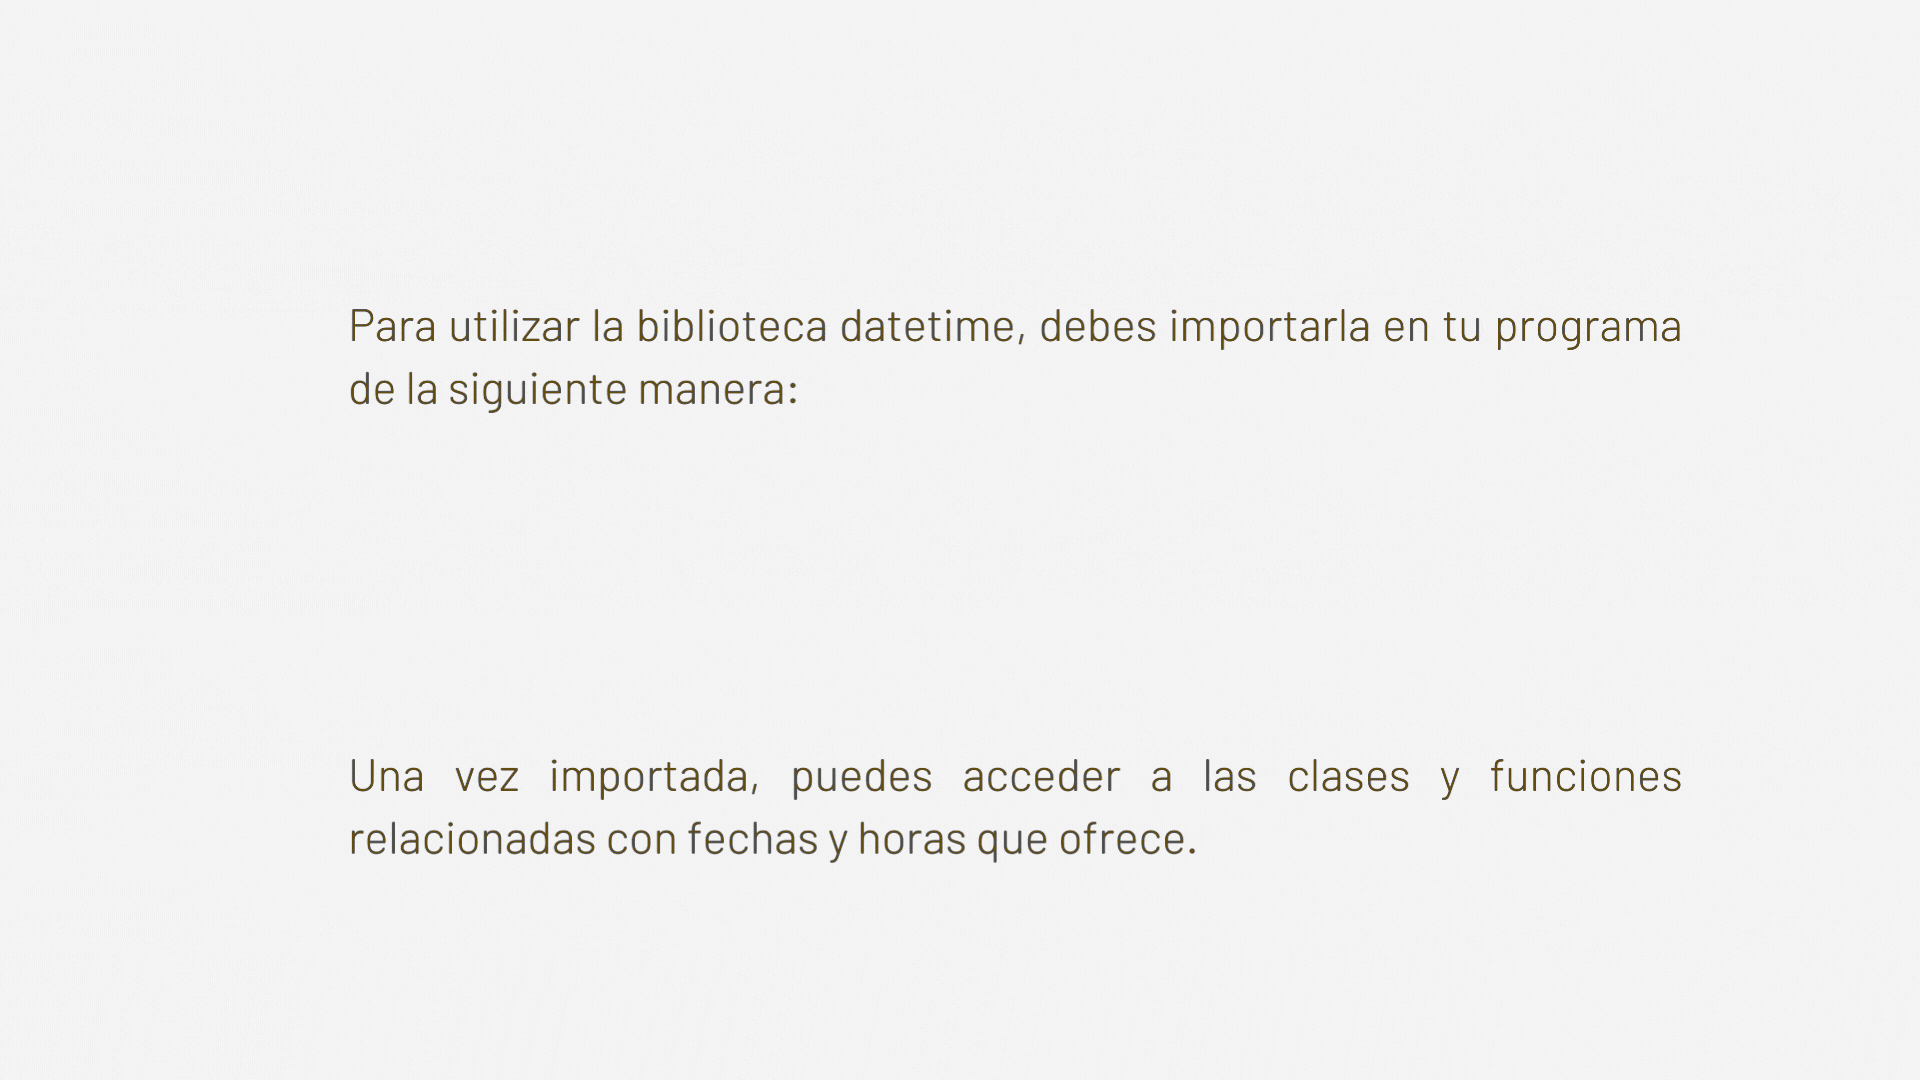 Para utilizar la biblioteca datetime, debes importarla en tu programa
de la siguiente manera:
Una vez importada, puedes acceder a las clases y funciones
relacionadas con fechas y horas que ofrece.